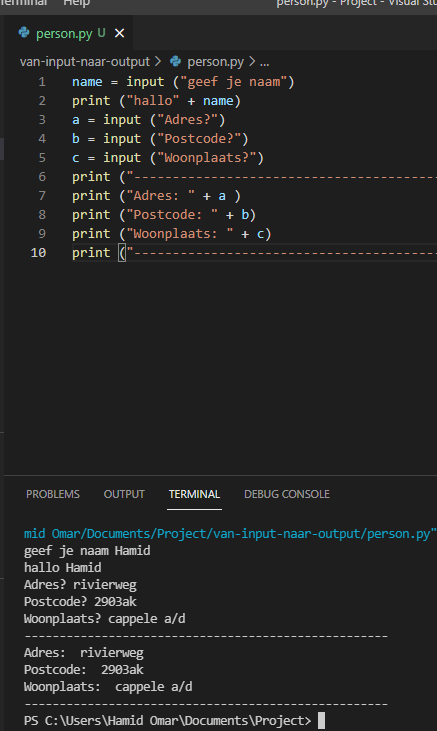 Terminal Help person.py - Project - Visual Stu
person.py U ×
van-input-naar-output > person.py > ...
1 name = input ("geef je naam")
2 print ("hallo" + name)
3 a = input ("Adres?")
4 b = input ("Postcode?")
5 c = input ("Woonplaats?")
6 print ("----------------------------------------
7 print ("Adres: " + a )
8 print ("Postcode: " + b)
9 print ("Woonplaats: " + c)
10 print ("----------------------------------------
PROBLEMS OUTPUT TERMINAL DEBUG CONSOLE
mid Omar/Documents/Project/van-input-naar-output/person.py"
geef je naam Hamid
hallo Hamid
Adres? rivierweg
Postcode? 2903ak
Woonplaats? cappele a/d
----------------------------------------------------
Adres:  rivierweg
Postcode:  2903ak
Woonplaats:  cappele a/d
----------------------------------------------------
PS C:\Users\Hamid Omar\Documents\Project>